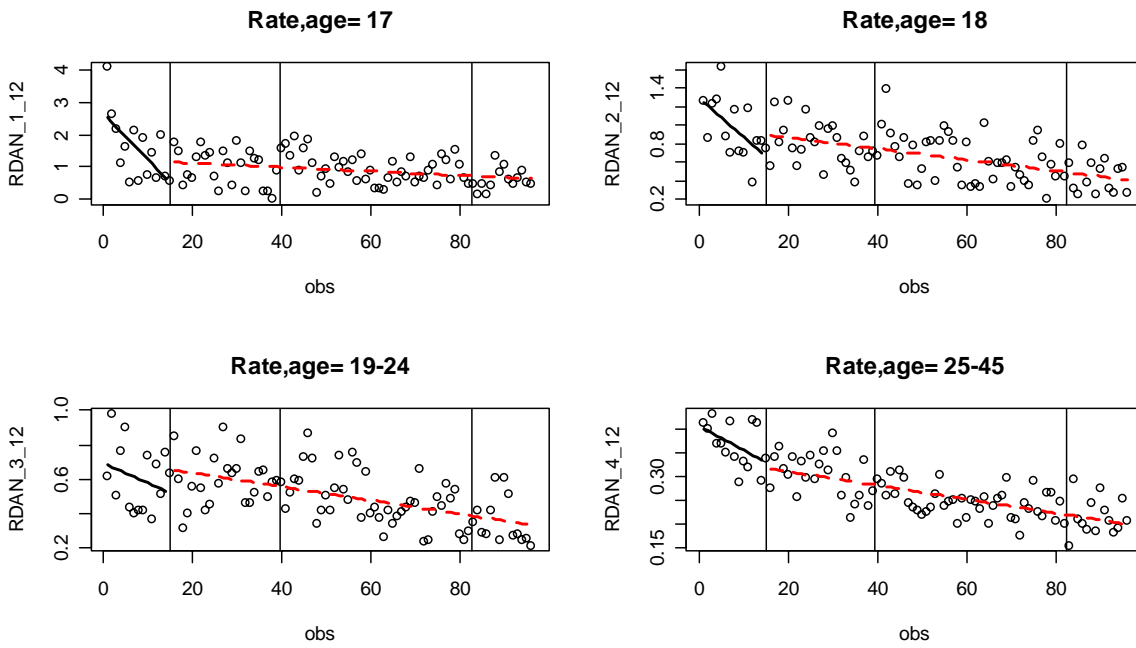 Rate,age= 17
RDAN_1_12
4
3
2
1
0
0 20 40 60 80
obs
Rate,age= 18
RDAN_2_12
1.4
0.8
0.2
0 20 40 60 80
obs
Rate,age= 19-24
RDAN_3_12
1.0
0.6
0.2
0 20 40 60 80
obs
Rate,age= 25-45
RDAN_4_12
0.30
0.15
0 20 40 60 80
obs